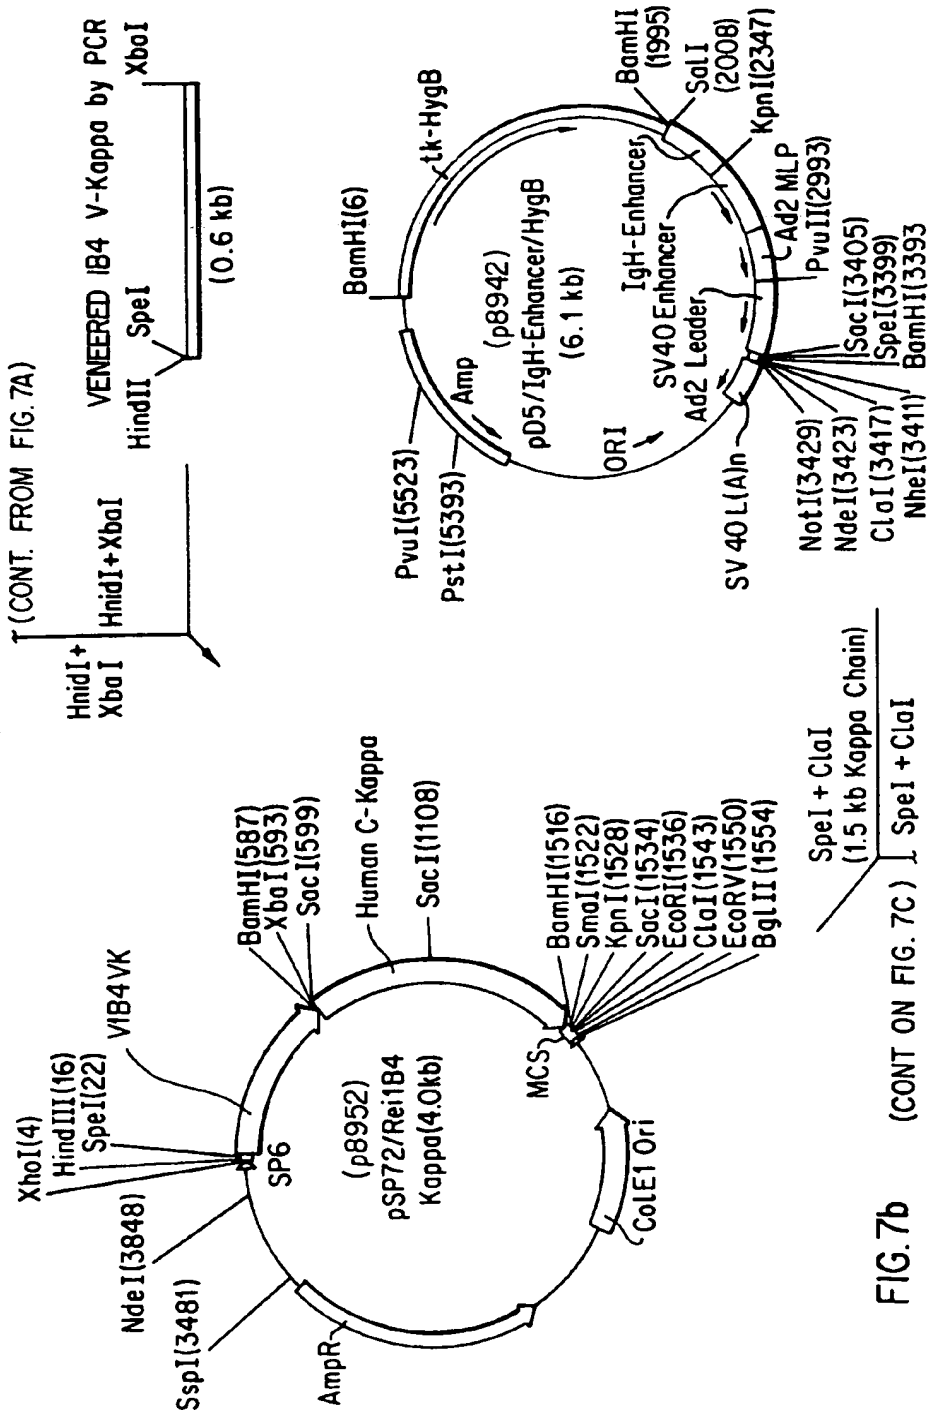 (CONT. FROM FIG. 7A)
HnidI+
XbaI
HnidI+XbaI
HindII
SpeI
VENEERED IB4 V-Kappa by PCR
XbaI
(0.6 kb)
XhoI(4)
HindIII(16)
SpeI(22)
NdeI(3848)
SspI(3481)
SP6
V1B4VK
BamHI(587)
XbaI(593)
SacI(599)
Human C-Kappa
SacI(1108)
(p8952)
pSP72/Rei1B4
Kappa(4.0kb)
AmpR
ColE1 Ori
MCS
BamHI(1516)
SmaI(1522)
KpnI(1528)
SacI(1534)
EcoRI(1536)
ClaI(1543)
EcoRV(1550)
BglII(1554)
BamHI(6)
tk-HygB
PvuI(5523)
PstI(5393)
Amp
(p8942)
pD5/IgH-Enhancer/HygB
(6.1 kb)
ORI
IgH-Enhancer
SV40 Enhancer
Ad2 Leader
BamHI
(1995)
SalI
(2008)
KpnI(2347)
Ad2 MLP
PvuII(2993)
SV 40 L(A)n
NotI(3429)
NdeI(3423)
ClaI(3417)
NheI(3411)
SacI(3405)
SpeI(3399)
BamHI(3393
SpeI + ClaI
(1.5 kb Kappa Chain)
SpeI + ClaI
(CONT ON FIG. 7C)
FIG. 7b